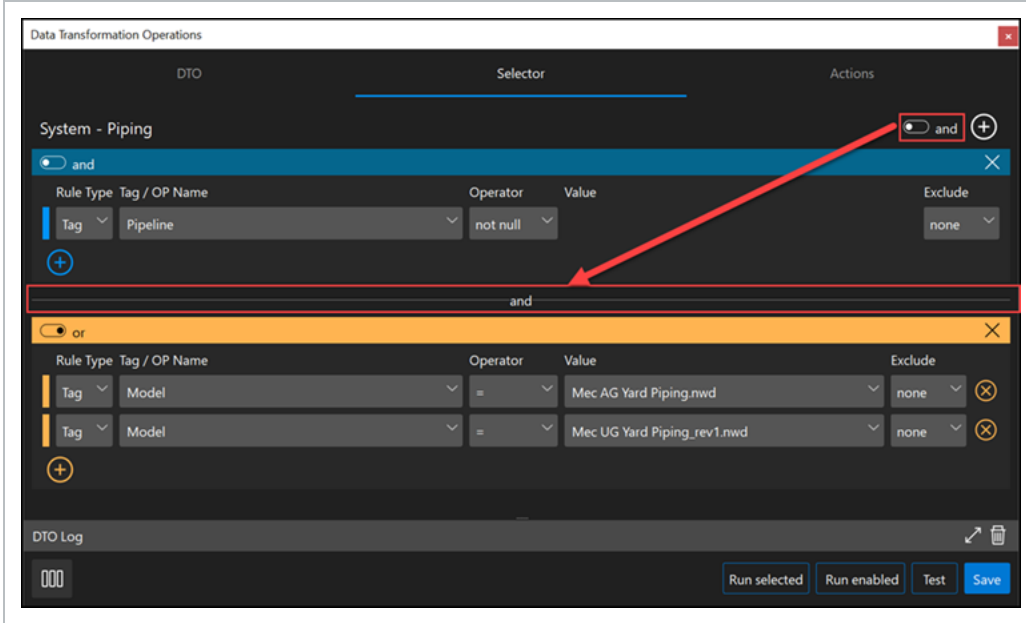 Data Transformation Operations
DTO Selector Actions
System - Piping and
and
Rule Type Tag / OP Name Operator Value Exclude
Tag Pipeline not null none
and
or
Rule Type Tag / OP Name Operator Value Exclude
Tag Model = Mec AG Yard Piping.nwd none
Tag Model = Mec UG Yard Piping_rev1.nwd none
DTO Log
Run selected Run enabled Test Save